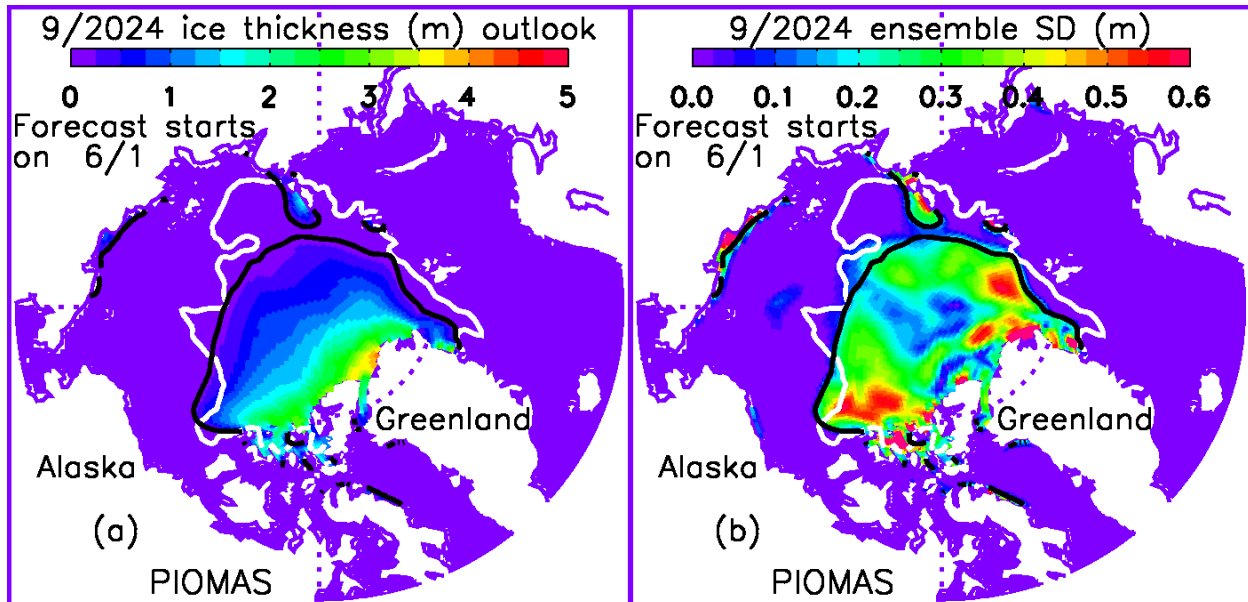 9/2024 ice thickness (m) outlook
0 1 2 3 4 5
Forecast starts
on 6/1
Greenland
Alaska
(a)
PIOMAS
9/2024 ensemble SD (m)
0.0 0.1 0.2 0.3 0.4 0.5 0.6
Forecast starts
on 6/1
Greenland
Alaska
(b)
PIOMAS